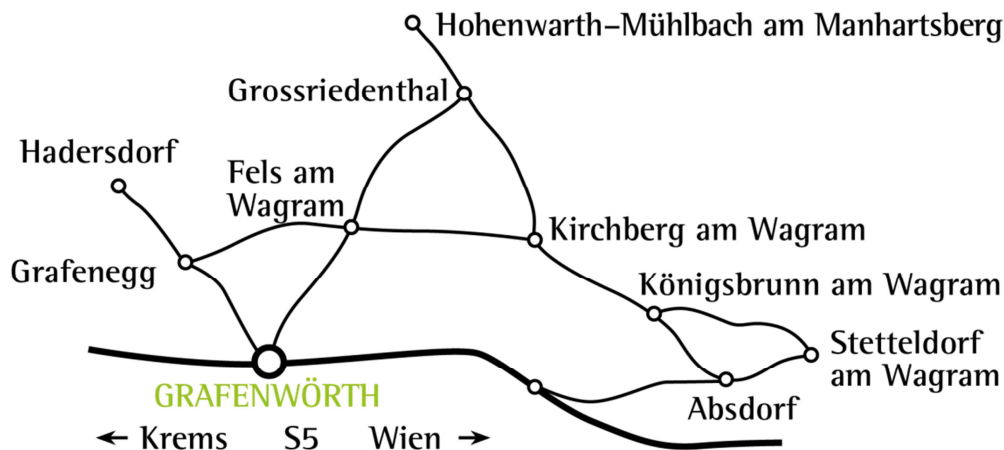 Hohenwarth–Mühlbach am Manhartsberg
Grossriedenthal
Hadersdorf
Fels am
Wagram
Kirchberg am Wagram
Grafenegg
Königsbrunn am Wagram
Stetteldorf
am Wagram
GRAFENWÖRTH
Absdorf
← Krems S5 Wien →